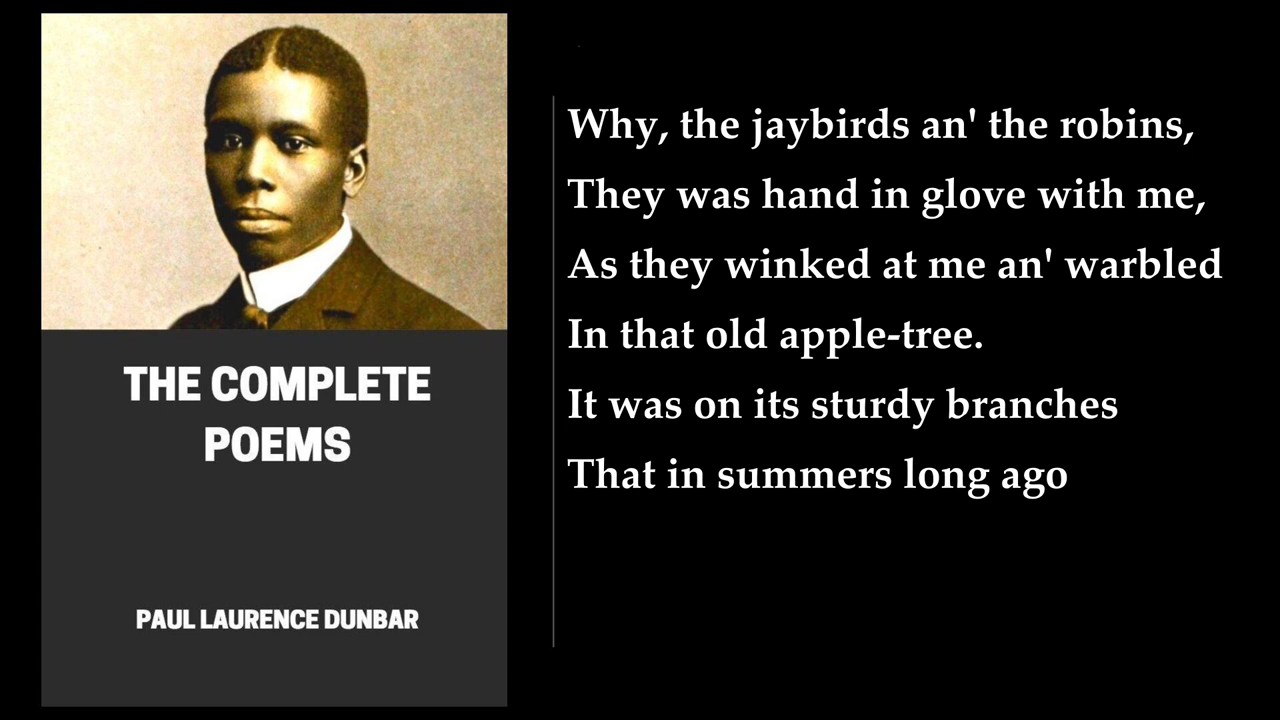 THE COMPLETE
POEMS
PAUL LAURENCE DUNBAR
Why, the jaybirds an' the robins,
They was hand in glove with me,
As they winked at me an' warbled
In that old apple-tree.
It was on its sturdy branches
That in summers long ago